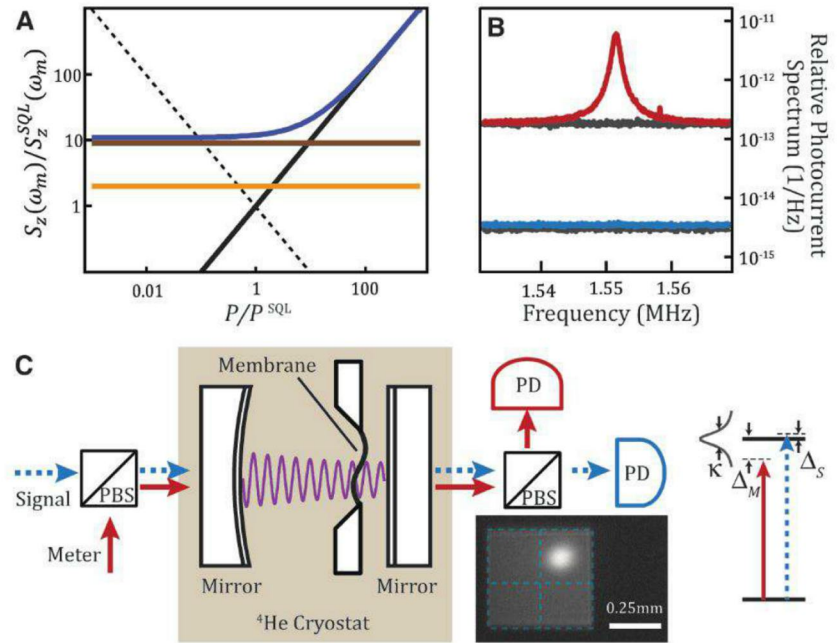 A
S_z(ω_m)/S_z^SQL(ω_m)
100
10
1
0.01
1
100
P/P^SQL
B
10^-11
10^-12
10^-13
10^-14
10^-15
Relative Photocurrent
Spectrum (1/Hz)
1.54
1.55
1.56
Frequency (MHz)
C
Membrane
PD
Signal
PBS
Meter
Mirror
Mirror
^4He Cryostat
PBS
PD
0.25mm
κ
Δ_M
Δ_S